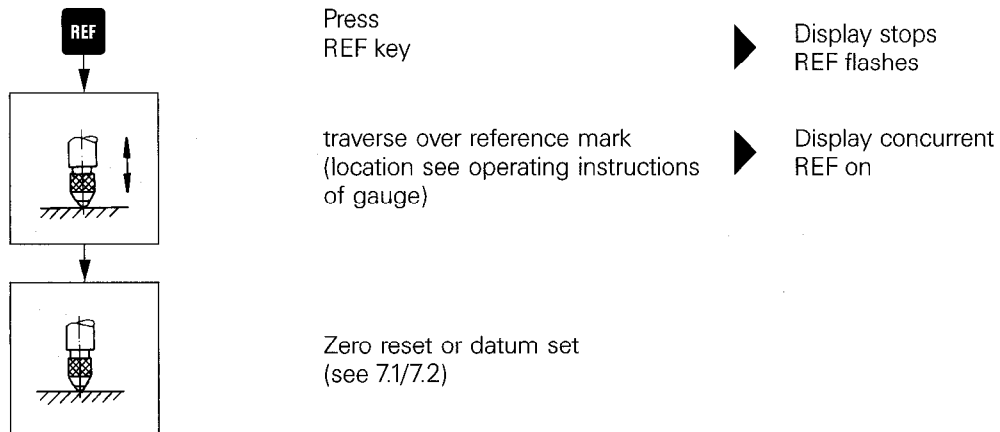 REF
Press
REF key
Display stops
REF flashes
traverse over reference mark
(location see operating instructions
of gauge)
Display concurrent
REF on
Zero reset or datum set
(see 7.1/7.2)